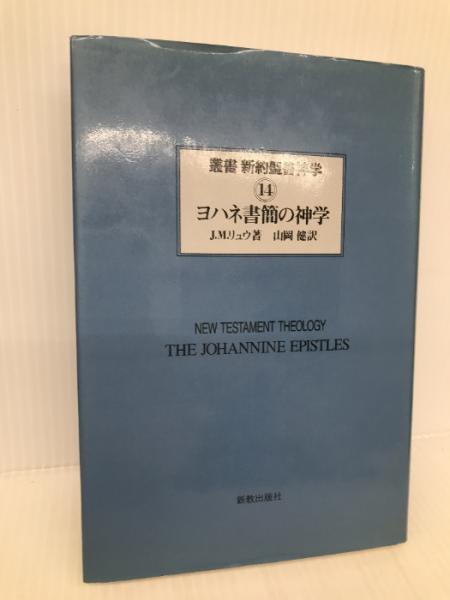 叢書 新約聖書神学
⑭
ヨハネ書簡の神学
J.M.リュウ著 山岡 健訳
NEW TESTAMENT THEOLOGY
THE JOHANNINE EPISTLES
新教出版社